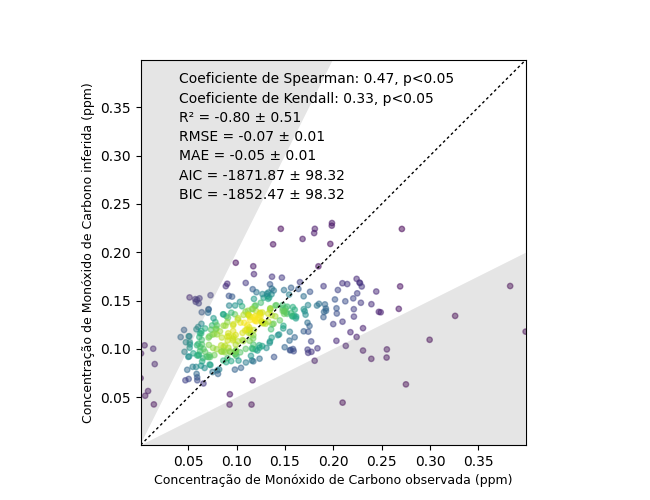 Coeficiente de Spearman: 0.47, p<0.05
Coeficiente de Kendall: 0.33, p<0.05
R² = -0.80 ± 0.51
RMSE = -0.07 ± 0.01
MAE = -0.05 ± 0.01
AIC = -1871.87 ± 98.32
BIC = -1852.47 ± 98.32
Concentração de Monóxido de Carbono inferida (ppm)
0.35
0.30
0.25
0.20
0.15
0.10
0.05
0.05 0.10 0.15 0.20 0.25 0.30 0.35
Concentração de Monóxido de Carbono observada (ppm)